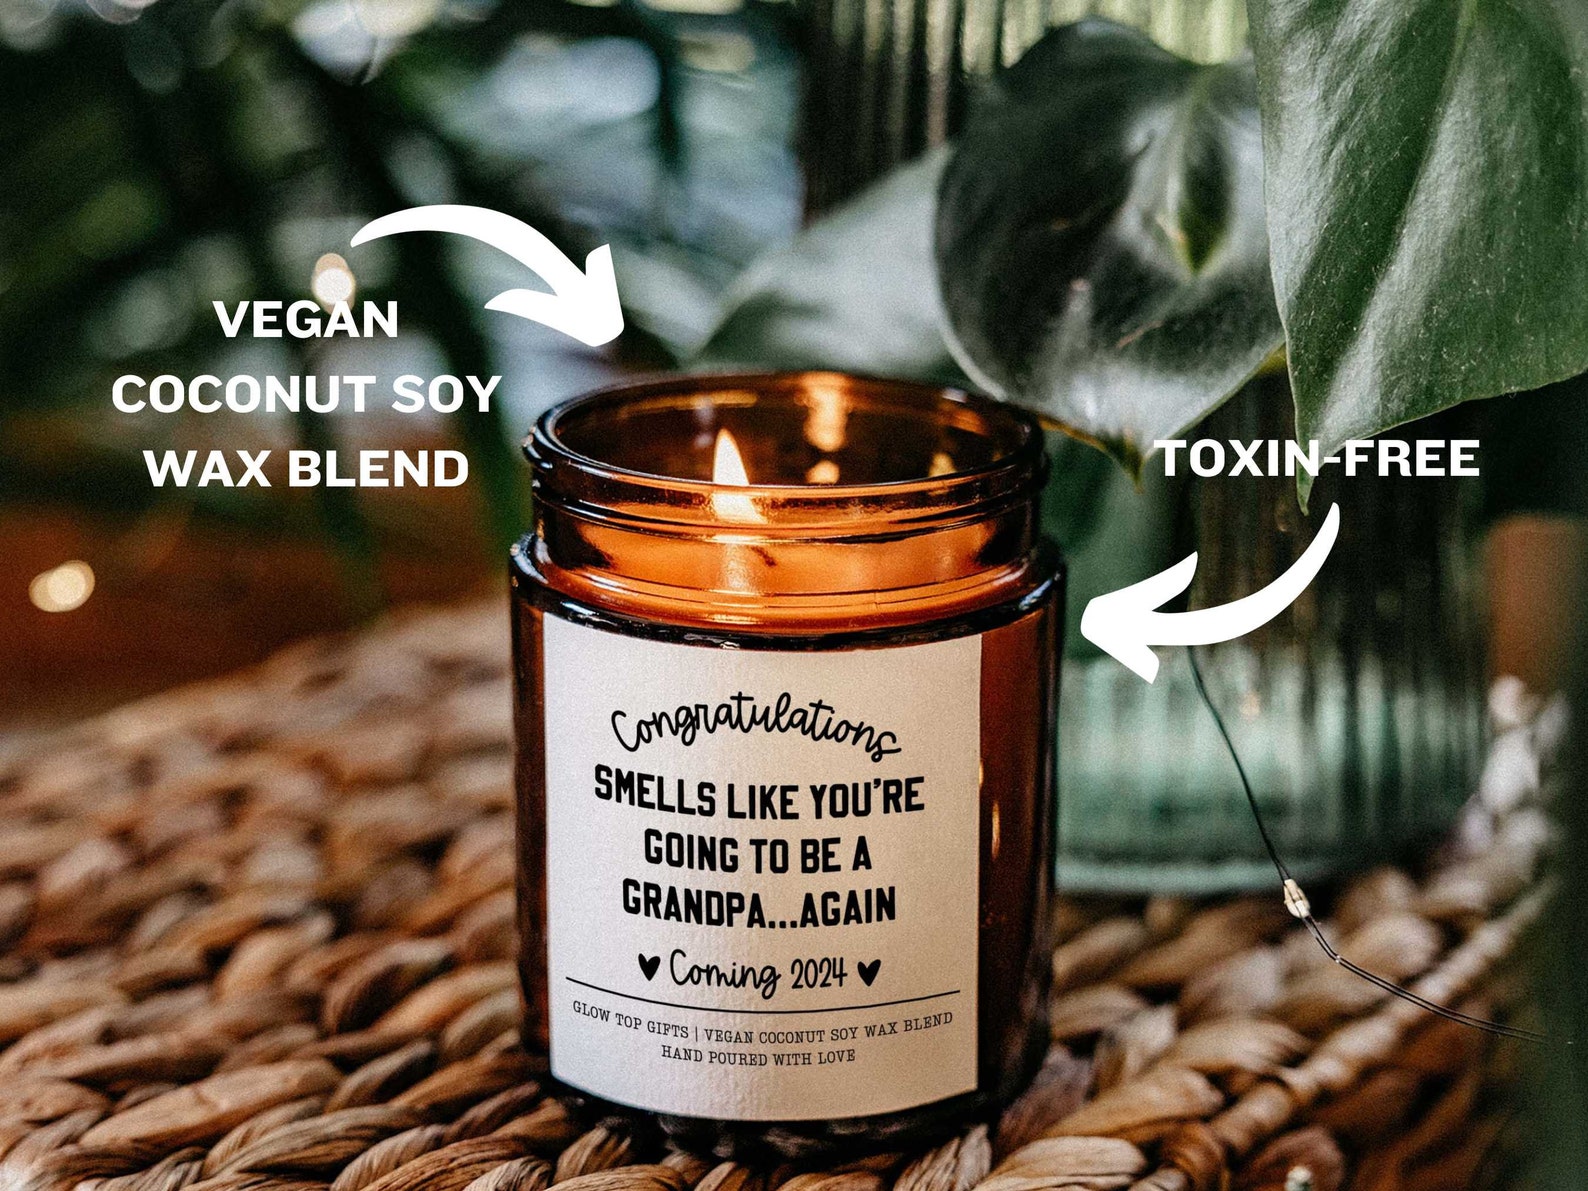 VEGAN
COCONUT SOY
WAX BLEND
TOXIN-FREE
Congratulations
SMELLS LIKE YOU'RE
GOING TO BE A
GRANDPA...AGAIN
♥ Coming 2024 ♥
GLOW TOP GIFTS | VEGAN COCONUT SOY WAX BLEND
HAND POURED WITH LOVE